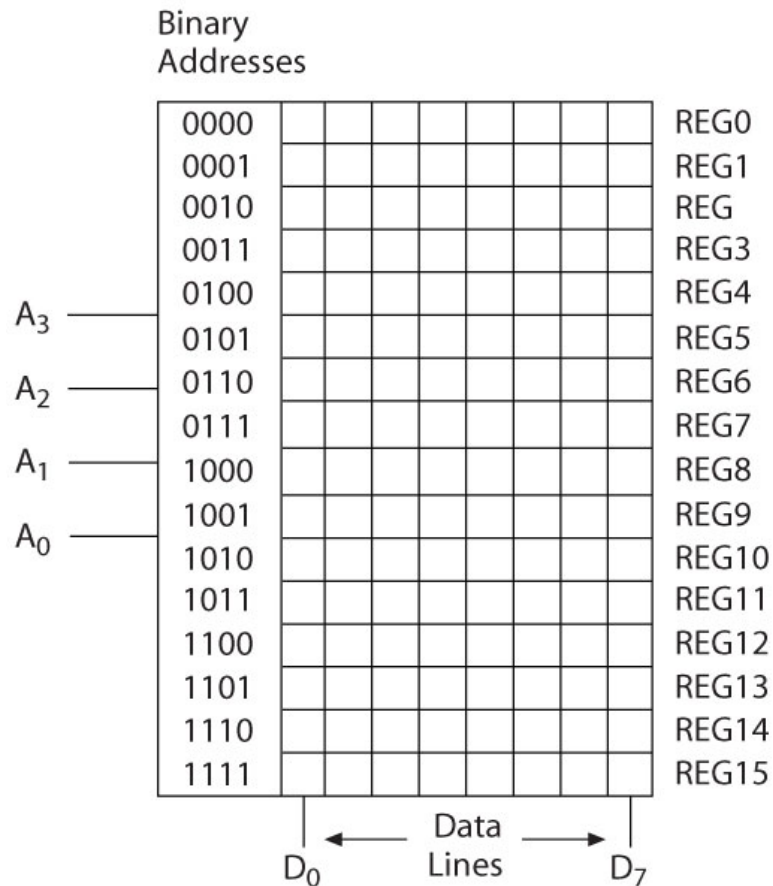 Binary
Addresses
0000 REG0
0001 REG1
0010 REG
0011 REG3
0100 REG4
A3
0101 REG5
A2 0110 REG6
0111 REG7
A1 1000 REG8
1001 REG9
A0
1010 REG10
1011 REG11
1100 REG12
1101 REG13
1110 REG14
1111 REG15
Data
D0 Lines D7